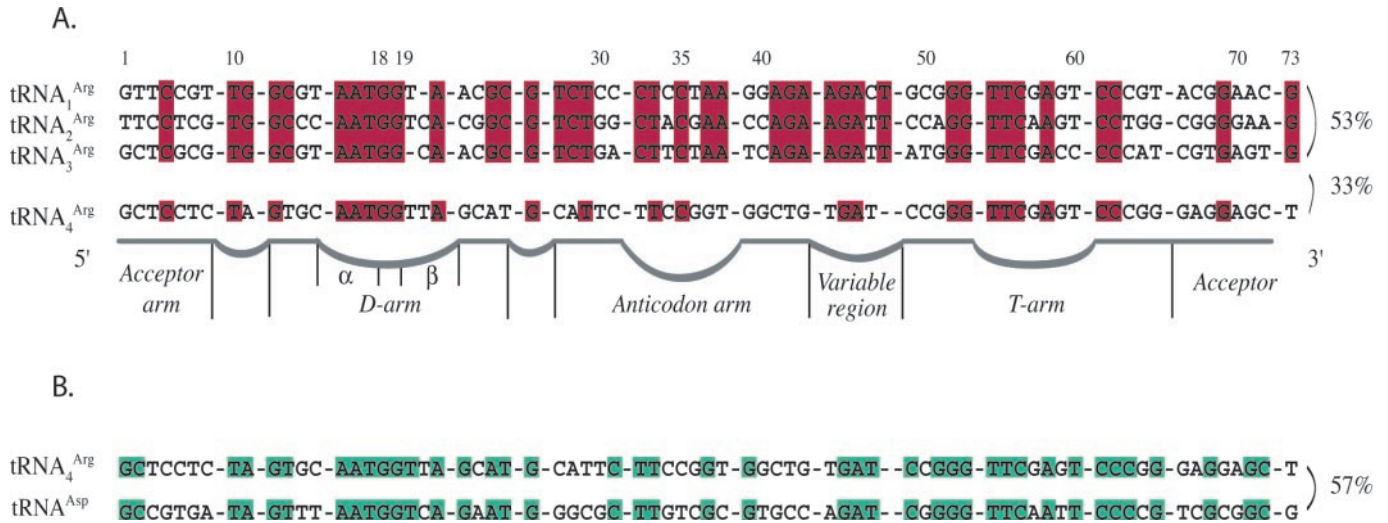 A.
1 10 18 19 30 35 40 50 60 70 73
tRNA₁ᴬʳᵍ GTTCCGT-TG-GCGT-AATGGT-A-ACGC-G-TCTCC-CTCCTAA-GGAGA-AGACT-GCGGG-TTCGAGT-CCCGT-ACGGAAC-G
tRNA₂ᴬʳᵍ TTCCTCG-TG-GCCC-AATGGTCA-CGGC-G-TCTGG-CTACGAA-CCAGA-AGATT-CCAGG-TTCAAGT-CCTGG-CGGGGAA-G
tRNA₃ᴬʳᵍ GCTCGCG-TG-GCGT-AATGG-CA-ACGC-G-TCTGA-CTTCTAA-TCAGA-AGATT-ATGGG-TTCGACC-CCCAT-CGTGAGT-G
53%
33%
tRNA₄ᴬʳᵍ GCTCCTC-TA-GTGC-AATGGTTA-GCAT-G-CATTC-TTCCGGT-GGCTG-TGAT-CCGGG-TTCGAGT-CCCGG-GAGGAGC-T
5' 3'
α β
Acceptor arm D-arm Anticodon arm Variable region T-arm Acceptor
B.
tRNA₄ᴬʳᵍ GCTCCTC-TA-GTGC-AATGGTTA-GCAT-G-CATTC-TTCCGGT-GGCTG-TGAT-CCGGG-TTCGAGT-CCCGG-GAGGAGC-T
tRNAᴬˢᵖ GCCGTGA-TA-GTTT-AATGGTCA-GAAT-G-GGCGC-TTGTCGC-GTGCC-AGAT-CGGGG-TTCAATT-CCCCG-TCGCGGC-G
57%